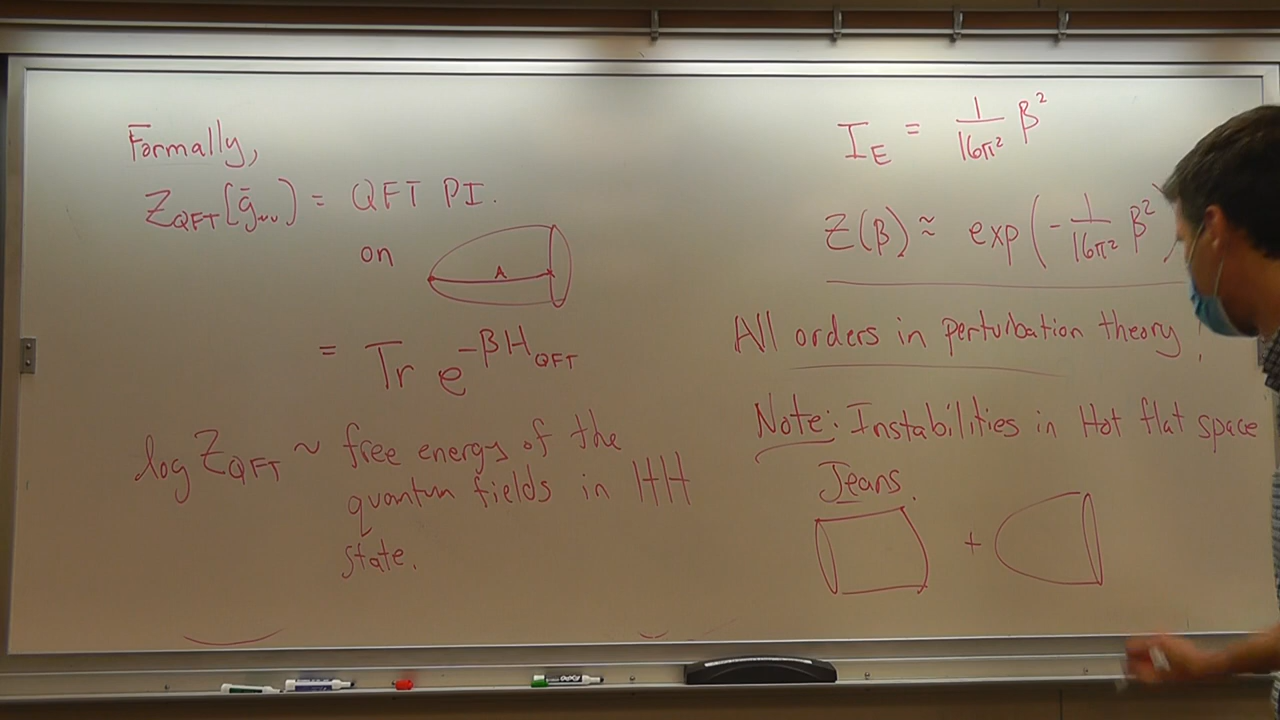 Formally,
Z_QFT[ḡ_μν) = QFT PI.
on
A
= Tr e^{-βH_QFT}
log Z_QFT ~ free energy of the
quantum fields in HH
state.
I_E = 1/16π² β²
Z(β) ≈ exp(-1/16π² β²)
All orders in perturbation theory!
Note: Instabilities in Hot flat space
Jeans.
+